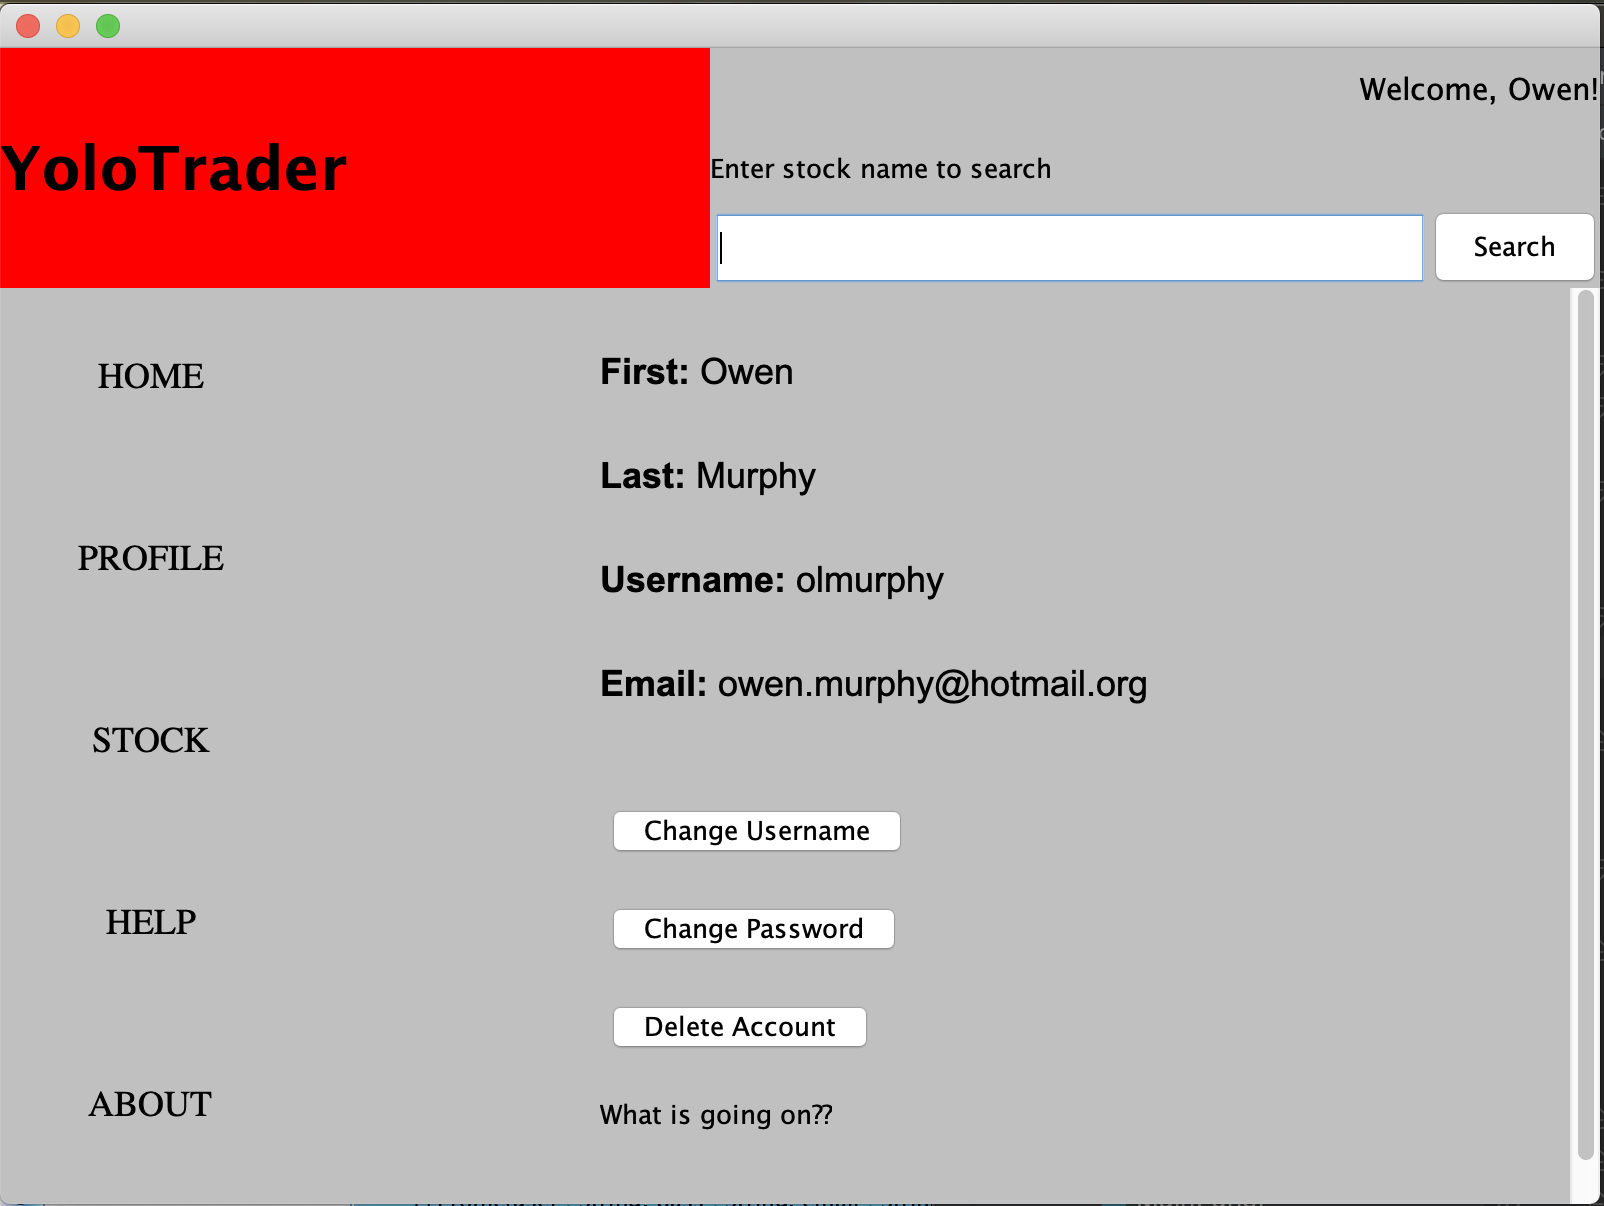 YoloTrader
Welcome, Owen!
Enter stock name to search
Search
HOME
PROFILE
STOCK
HELP
ABOUT
First: Owen
Last: Murphy
Username: olmurphy
Email: owen.murphy@hotmail.org
Change Username
Change Password
Delete Account
What is going on??